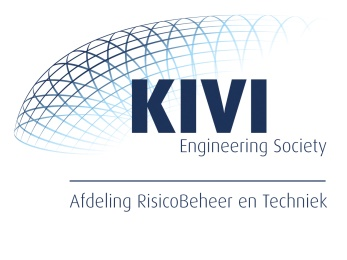 KIVI
Engineering Society
Afdeling RisicoBeheer en Techniek